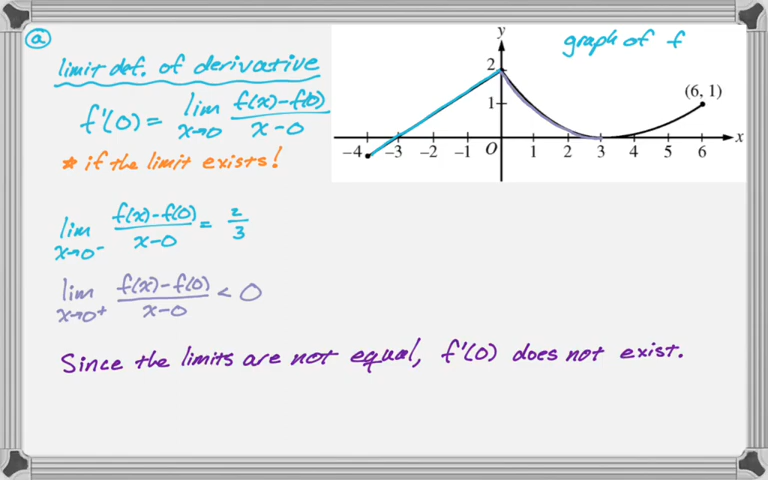 a
limit def. of derivative
f'(0) = lim x→0 f(x)-f(0) / x-0
* if the limit exists!
lim x→0⁻ f(x)-f(0) / x-0 = 2/3
lim x→0⁺ f(x)-f(0) / x-0 < 0
Since the limits are not equal, f'(0) does not exist.
graph of f
y
2
1
(6, 1)
-4 -3 -2 -1 O 1 2 3 4 5 6 x